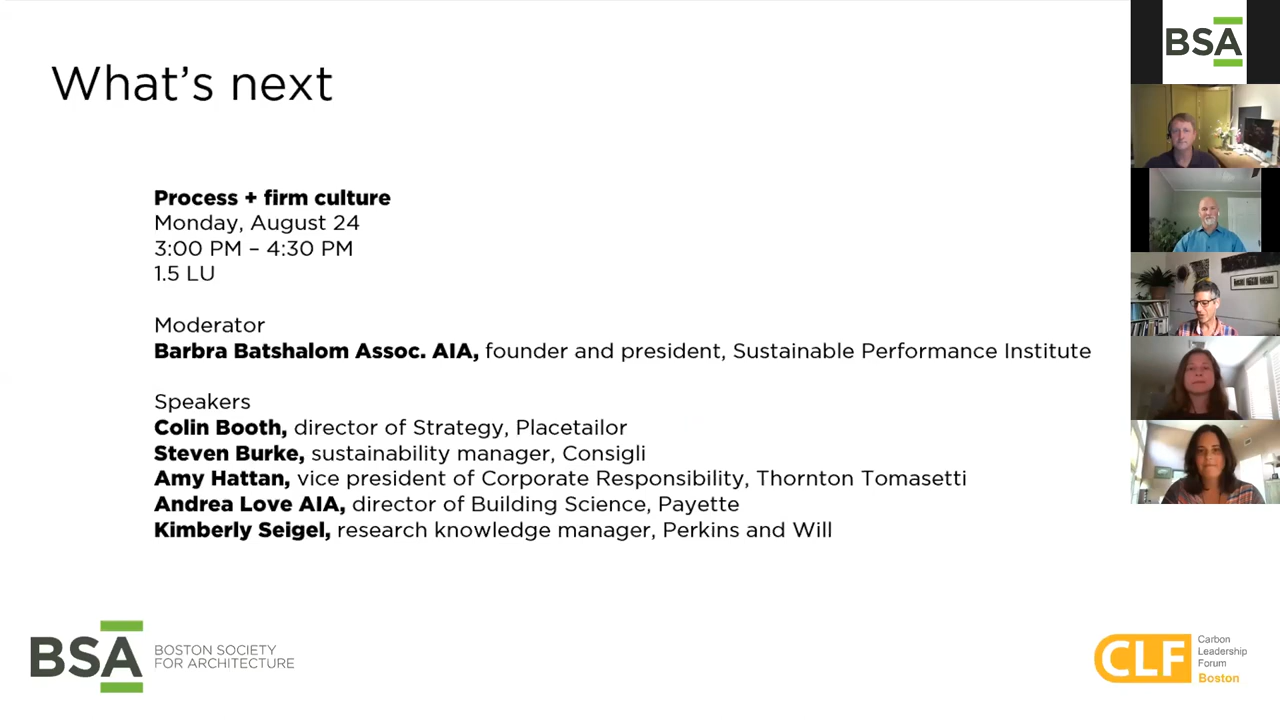 What's next
BSA
Process + firm culture
Monday, August 24
3:00 PM – 4:30 PM
1.5 LU
Moderator
Barbra Batshalom Assoc. AIA, founder and president, Sustainable Performance Institute
Speakers
Colin Booth, director of Strategy, Placetailor
Steven Burke, sustainability manager, Consigli
Amy Hattan, vice president of Corporate Responsibility, Thornton Tomasetti
Andrea Love AIA, director of Building Science, Payette
Kimberly Seigel, research knowledge manager, Perkins and Will
BSA
BOSTON SOCIETY
FOR ARCHITECTURE
CLF
Carbon
Leadership
Forum
Boston